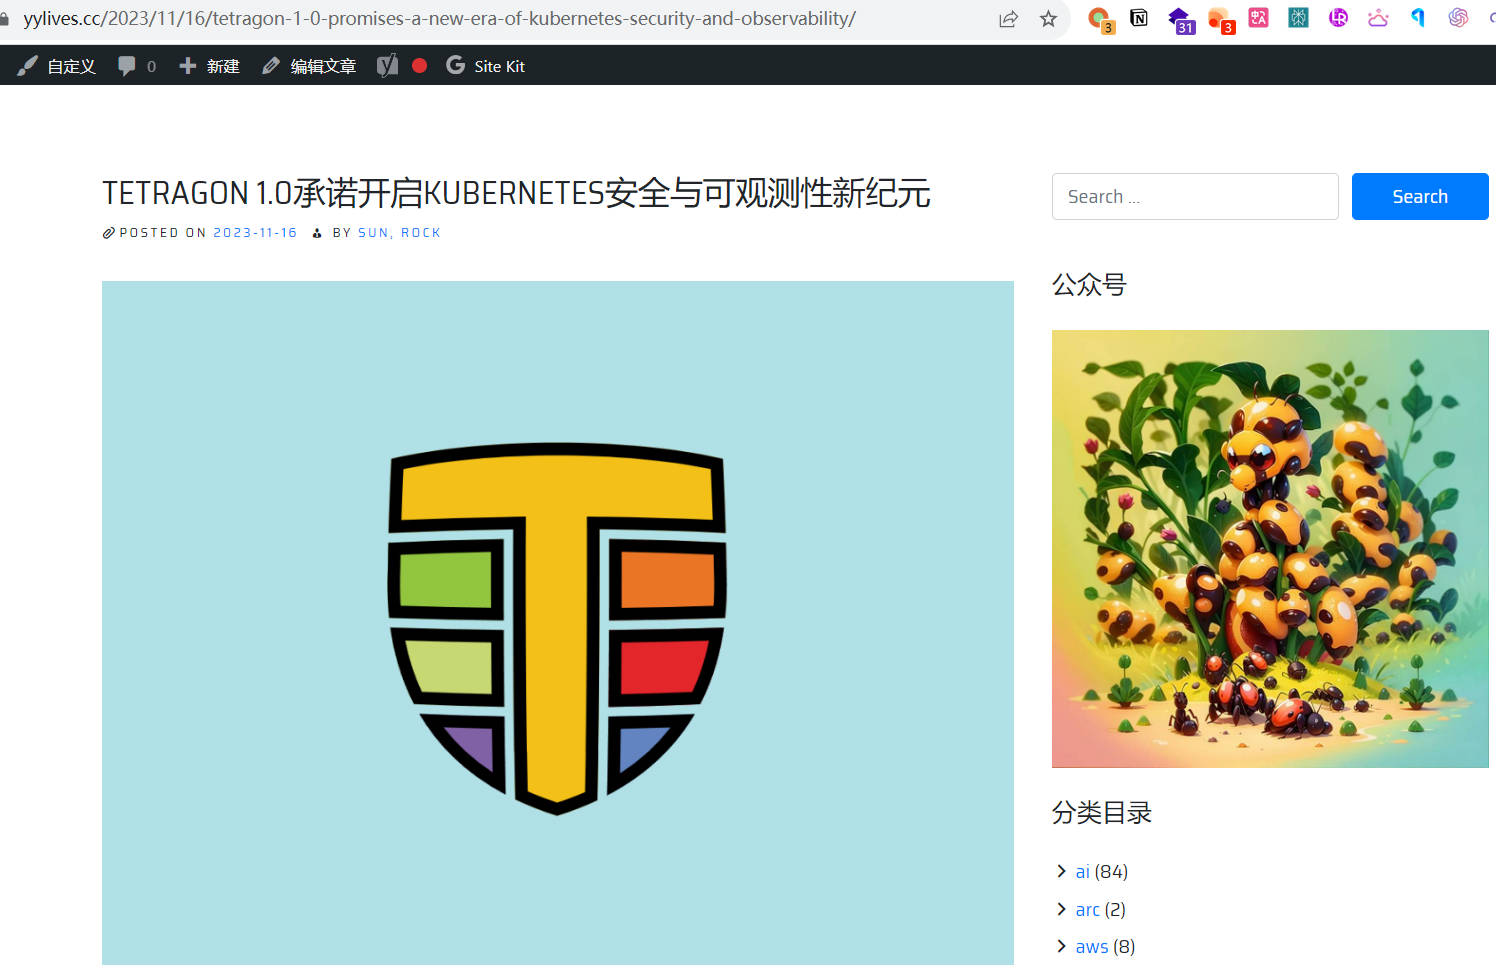 yylives.cc/2023/11/16/tetragon-1-0-promises-a-new-era-of-kubernetes-security-and-observability/
3
31
3
自定义 0 新建 编辑文章 Site Kit
TETRAGON 1.0承诺开启KUBERNETES安全与可观测性新纪元
POSTED ON 2023-11-16 BY SUN, ROCK
Search ...
Search
公众号
T
分类目录
ai (84)
arc (2)
aws (8)